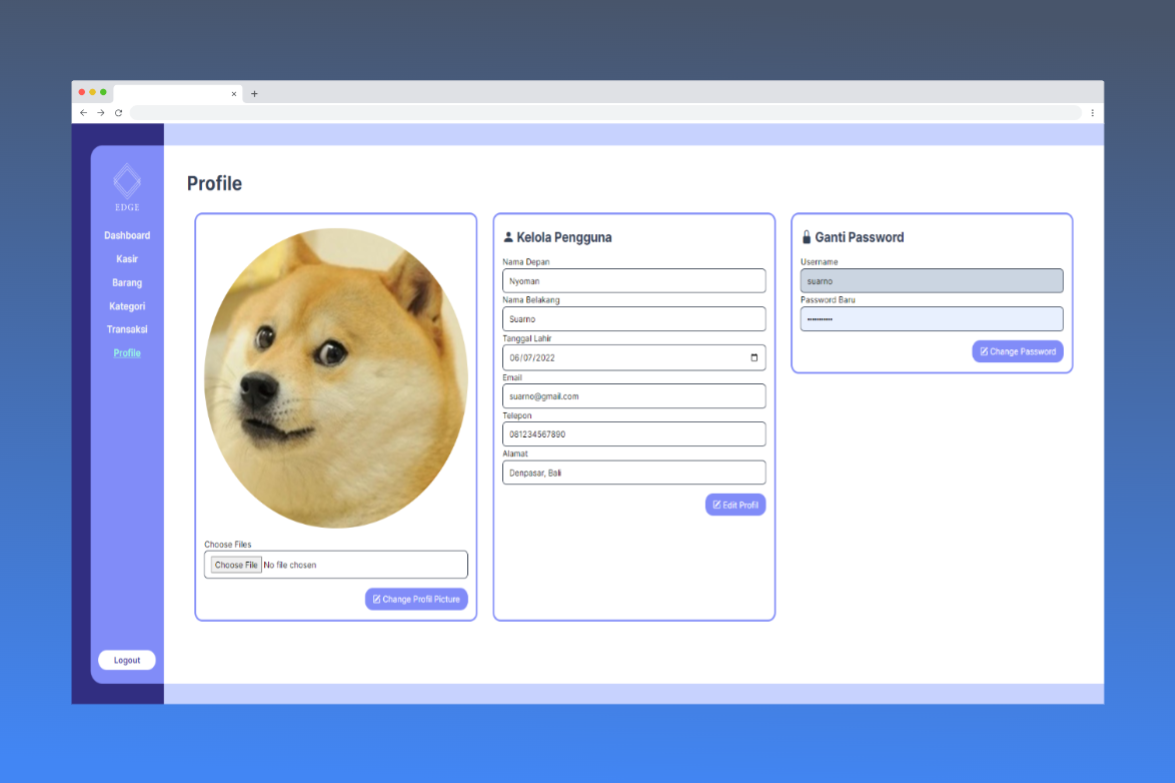 EDGE
Dashboard
Kasir
Barang
Kategori
Transaksi
Profile
Logout
Profile
Choose Files
Choose File No file chosen
Change Profil Picture
Kelola Pengguna
Nama Depan
Nyoman
Nama Belakang
Suarno
Tanggal Lahir
06/07/2022
Email
suarno@gmail.com
Telepon
081234567890
Alamat
Denpasar, Bali
Edit Profil
Ganti Password
Username
suarno
Password Baru
Change Password